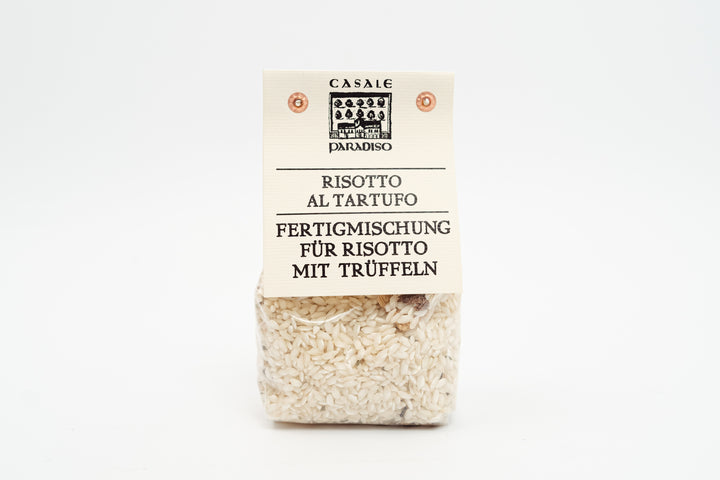 CASALE
PARADISO
RISOTTO
AL TARTUFO
FERTIGMISCHUNG
FÜR RISOTTO
MIT TRÜFFELN